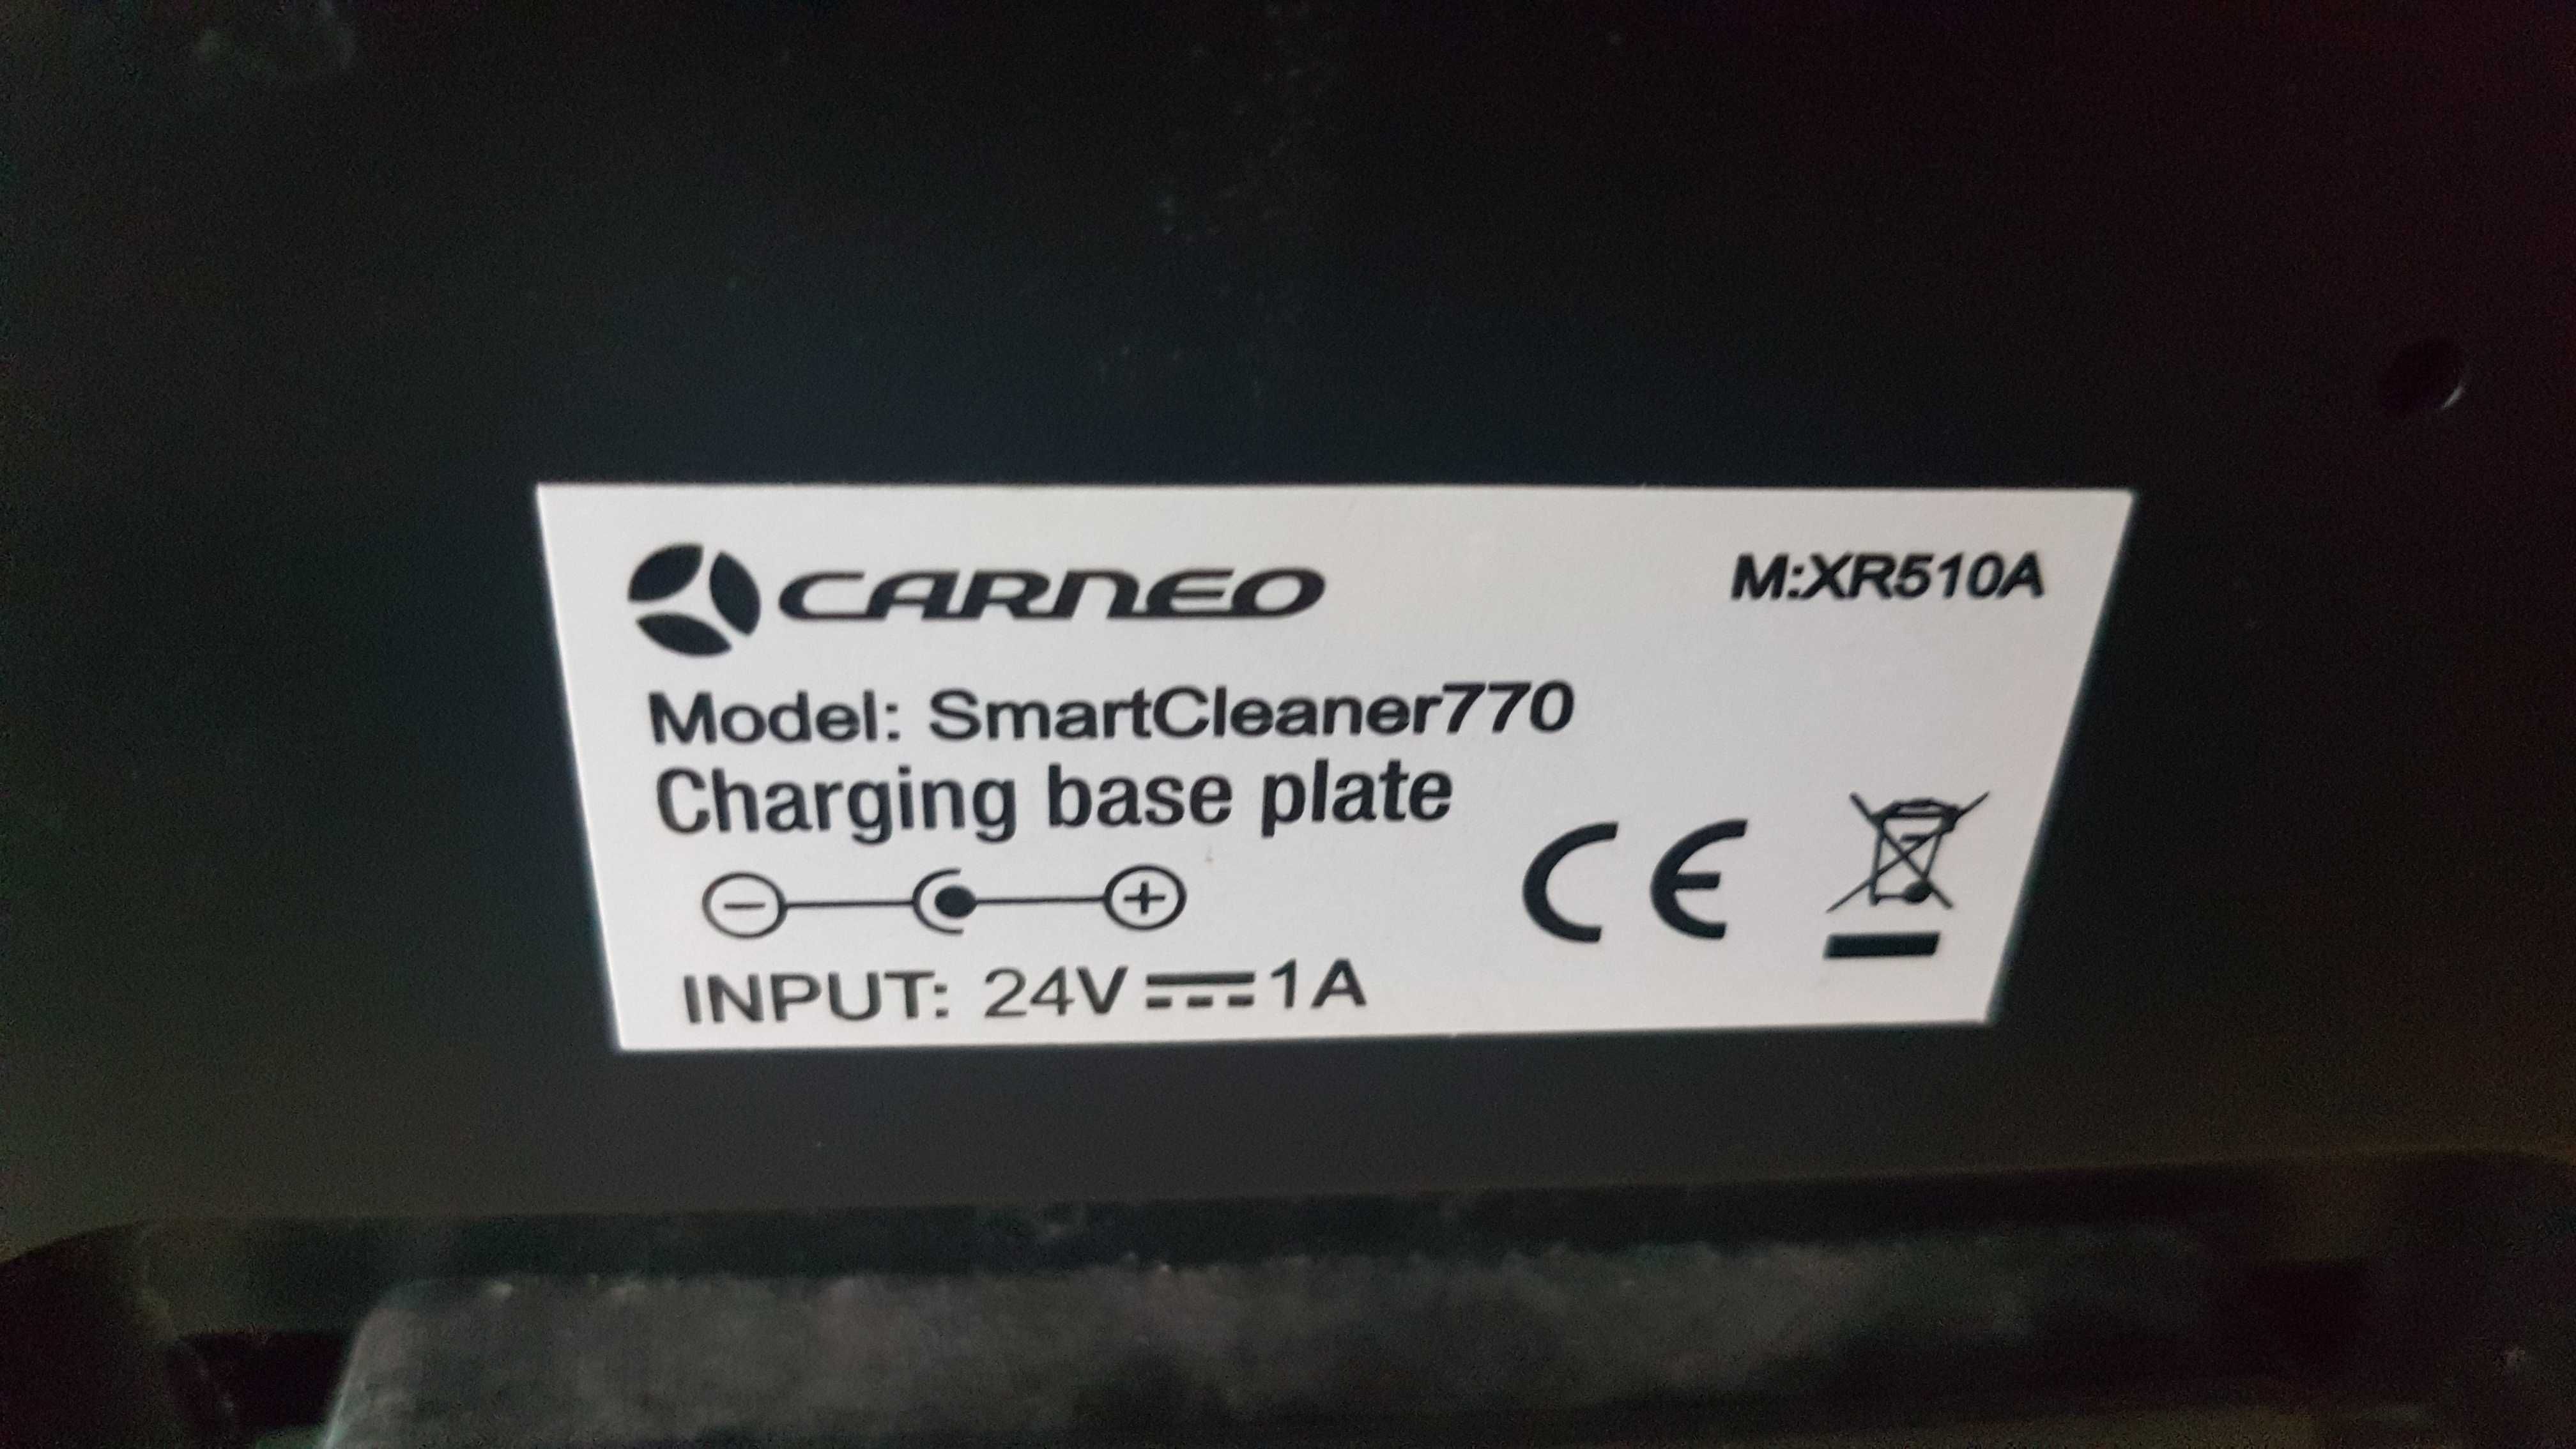 CARNEO
M:XR510A
Model: SmartCleaner770
Charging base plate
INPUT: 24V⎓1A
CE